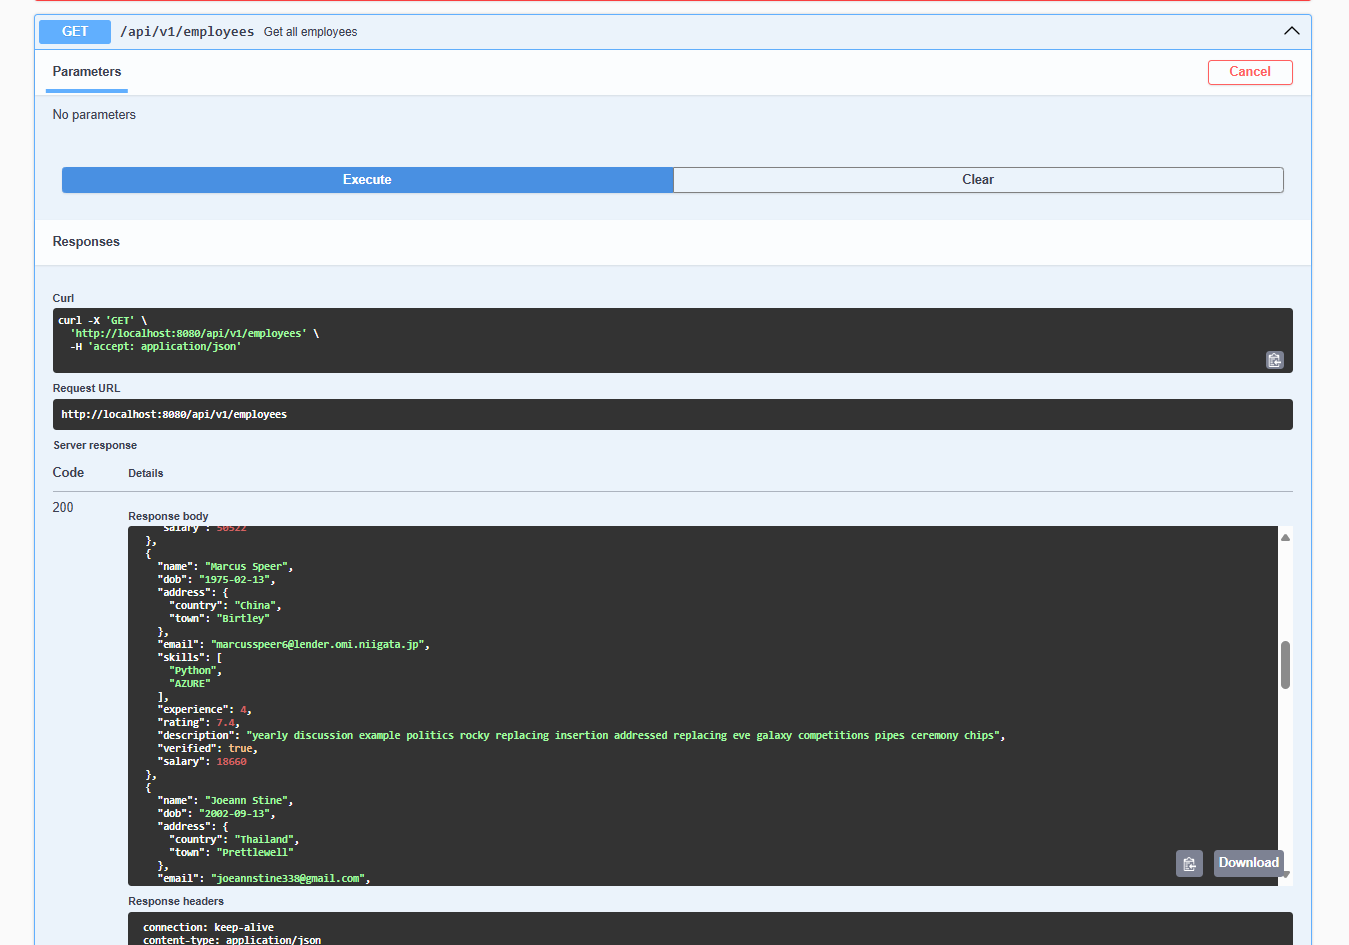 GET /api/v1/employees Get all employees
Parameters
Cancel
No parameters
Execute
Clear
Responses
Curl
curl -X 'GET' \
'http://localhost:8080/api/v1/employees' \
-H 'accept: application/json'
Request URL
http://localhost:8080/api/v1/employees
Server response
Code Details
200
Response body
"salary": 50522
},
{
"name": "Marcus Speer",
"dob": "1975-02-13",
"address": {
"country": "China",
"town": "Birtley"
},
"email": "marcusspeer6@lender.omi.niigata.jp",
"skills": [
"Python",
"AZURE"
],
"experience": 4,
"rating": 7.4,
"description": "yearly discussion example politics rocky replacing insertion addressed replacing eve galaxy competitions pipes ceremony chips",
"verified": true,
"salary": 18660
},
{
"name": "Joeann Stine",
"dob": "2002-09-13",
"address": {
"country": "Thailand",
"town": "Prettlewell"
},
"email": "joeannstine338@gmail.com",
Download
Response headers
connection: keep-alive
content-type: application/json